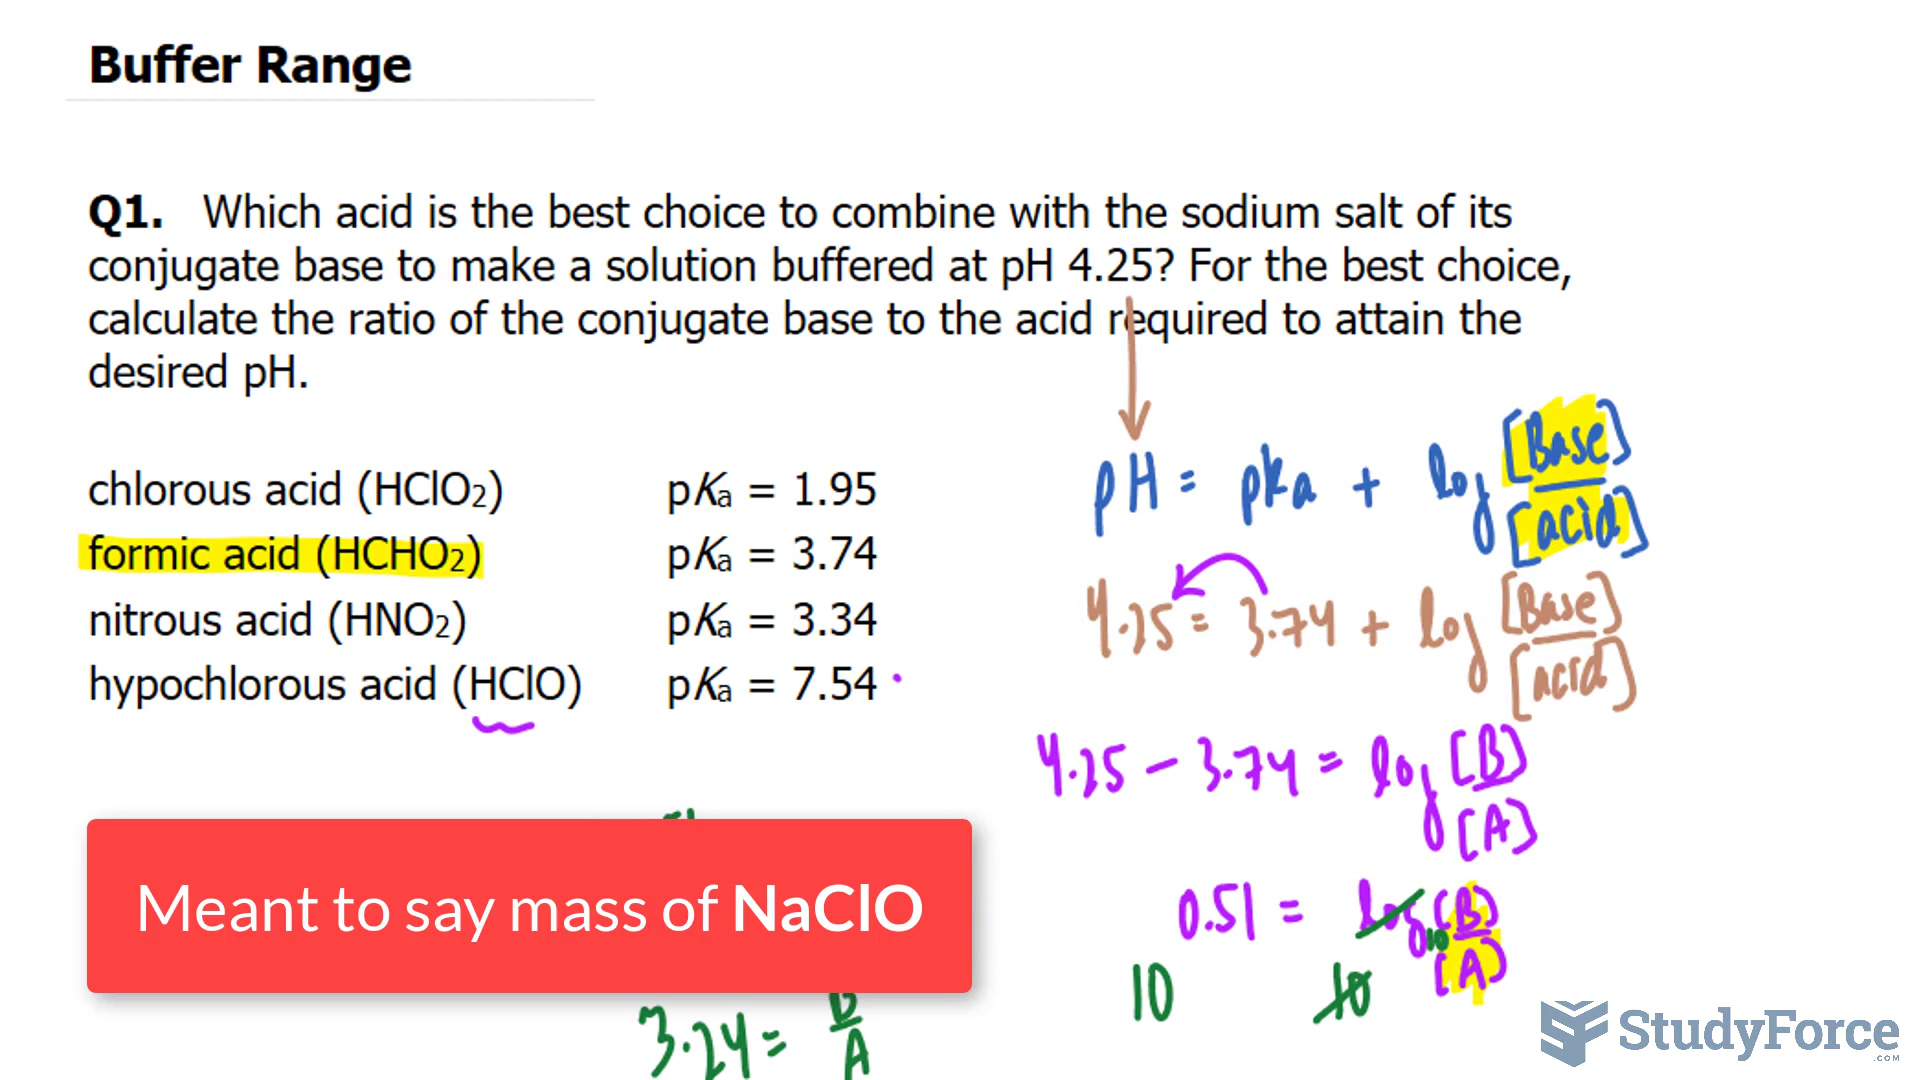 Buffer Range
Q1. Which acid is the best choice to combine with the sodium salt of its
conjugate base to make a solution buffered at pH 4.25? For the best choice,
calculate the ratio of the conjugate base to the acid required to attain the
desired pH.
chlorous acid (HClO₂) pKₐ = 1.95
formic acid (HCHO₂) pKₐ = 3.74
nitrous acid (HNO₂) pKₐ = 3.34
hypochlorous acid (HClO) pKₐ = 7.54
pH = pka + log [Base]/[acid]
4.25 = 3.74 + log [Base]/[acid]
4.25 - 3.74 = log [B]/[A]
0.51 = log₁₀ [B]/[A]
10 10
Meant to say mass of NaClO
3.24 = B/A
StudyForce
.COM